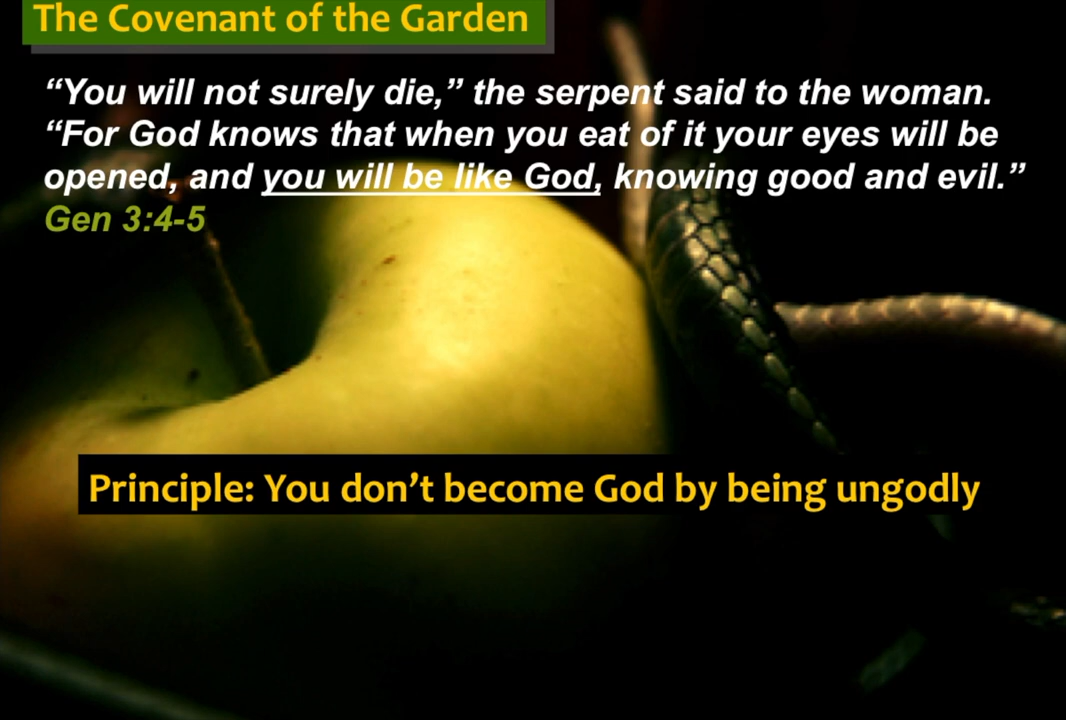 The Covenant of the Garden
“You will not surely die,” the serpent said to the woman.
“For God knows that when you eat of it your eyes will be
opened, and you will be like God, knowing good and evil.”
Gen 3:4-5
Principle: You don’t become God by being ungodly